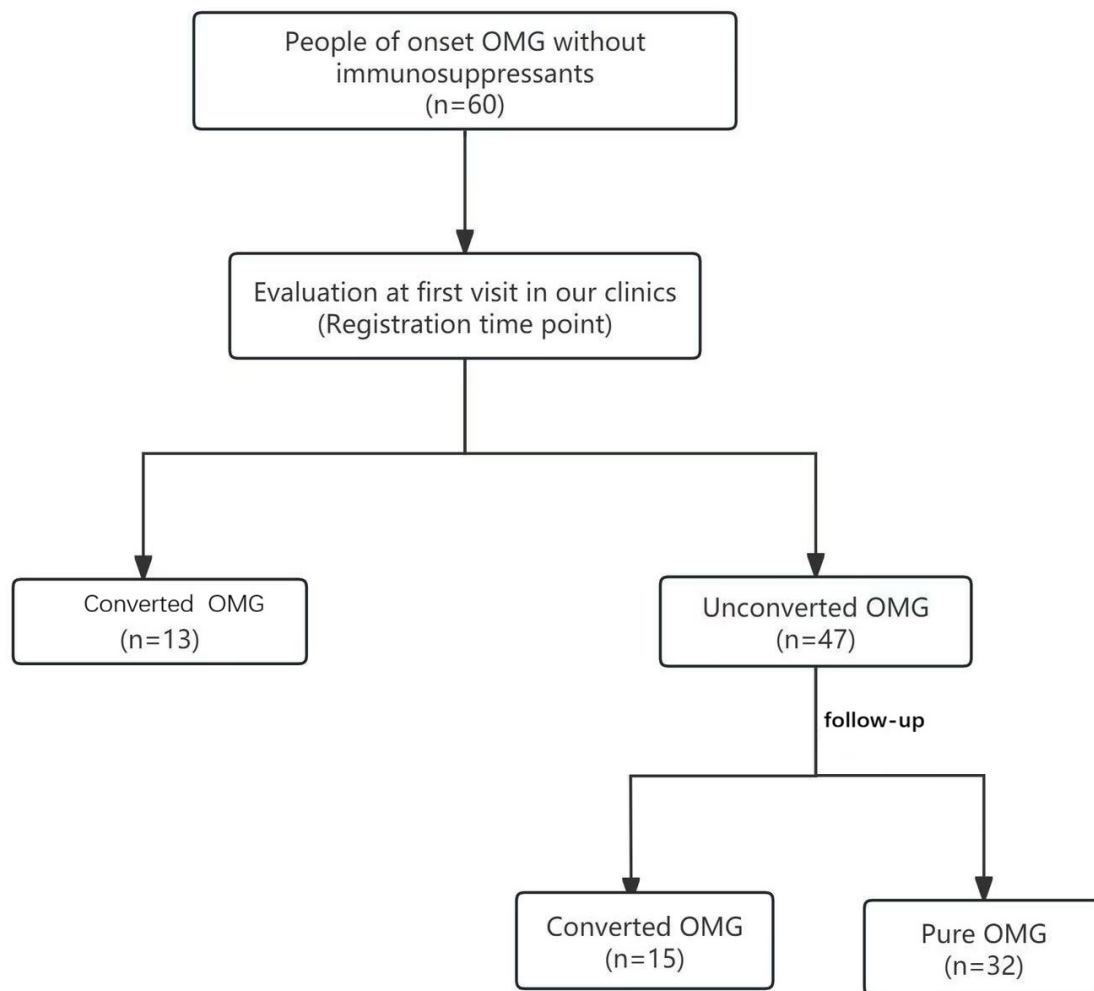 People of onset OMG without
immunosuppressants
(n=60)
Evaluation at first visit in our clinics
(Registration time point)
Converted OMG
(n=13)
Unconverted OMG
(n=47)
follow-up
Converted OMG
(n=15)
Pure OMG
(n=32)